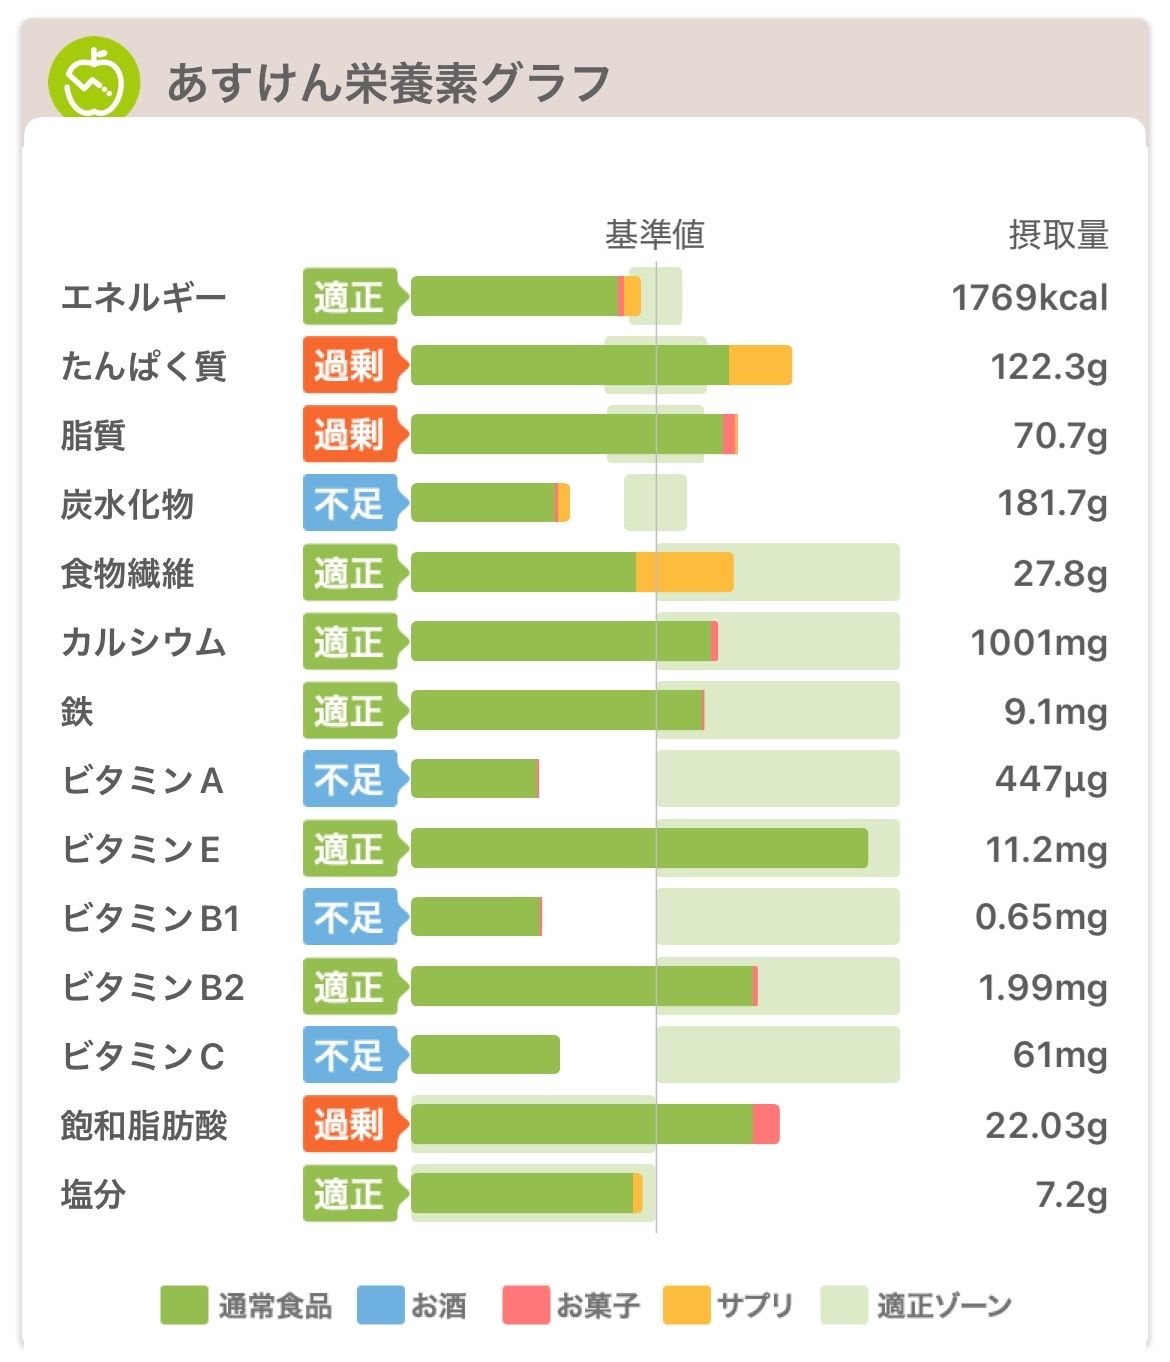 あすけん栄養素グラフ
基準値 摂取量
エネルギー 適正 1769kcal
たんぱく質 過剰 122.3g
脂質 過剰 70.7g
炭水化物 不足 181.7g
食物繊維 適正 27.8g
カルシウム 適正 1001mg
鉄 適正 9.1mg
ビタミンA 不足 447μg
ビタミンE 適正 11.2mg
ビタミンB1 不足 0.65mg
ビタミンB2 適正 1.99mg
ビタミンC 不足 61mg
飽和脂肪酸 過剰 22.03g
塩分 適正 7.2g
通常食品 お酒 お菓子 サプリ 適正ゾーン